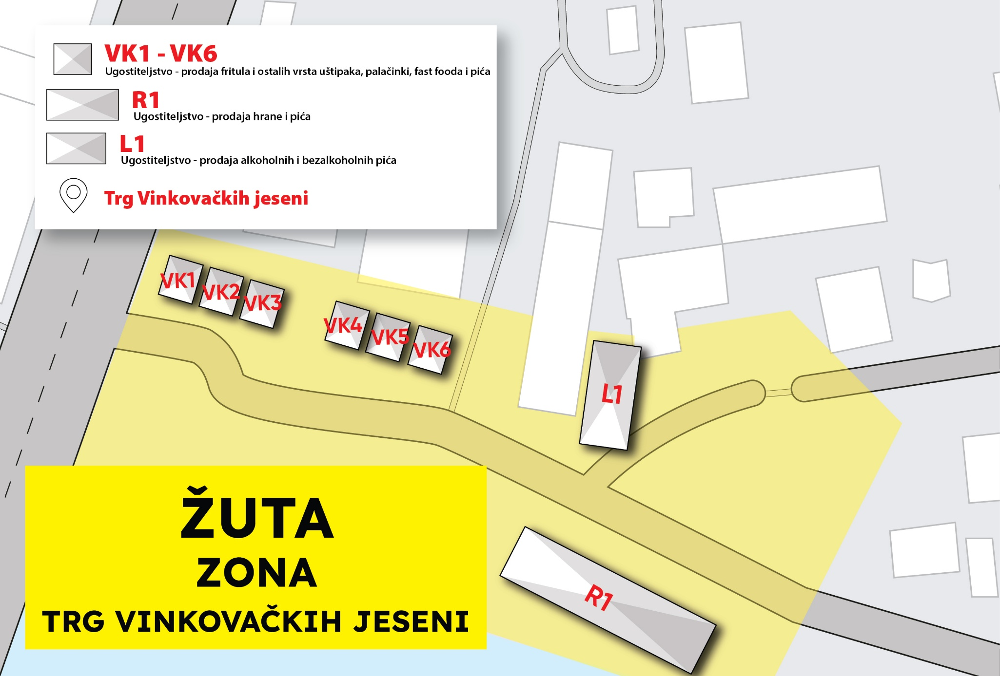 VK1 - VK6
Ugostiteljstvo - prodaja fritula i ostalih vrsta uštipaka, palačinki, fast fooda i pića
R1
Ugostiteljstvo - prodaja hrane i pića
L1
Ugostiteljstvo - prodaja alkoholnih i bezalkoholnih pića
Trg Vinkovačkih jeseni
VK1
VK2
VK3
VK4
VK5
VK6
L1
R1
ŽUTA
ZONA
TRG VINKOVAČKIH JESENI